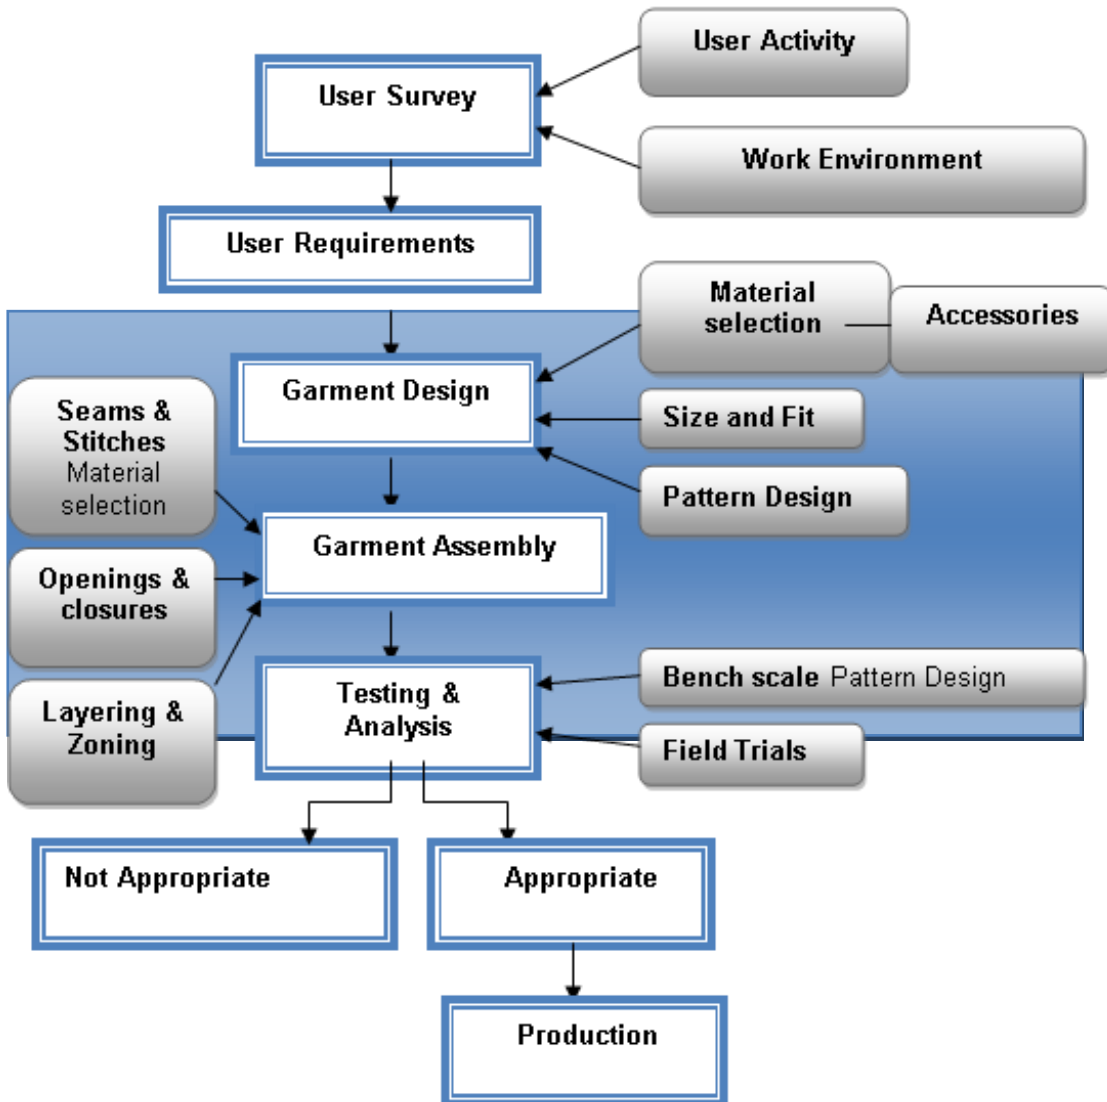 User Activity
User Survey
Work Environment
User Requirements
Material
selection
Accessories
Garment Design
Seams &
Stitches
Material
selection
Size and Fit
Pattern Design
Garment Assembly
Openings &
closures
Testing &
Analysis
Bench scale Pattern Design
Layering &
Zoning
Field Trials
Not Appropriate
Appropriate
Production